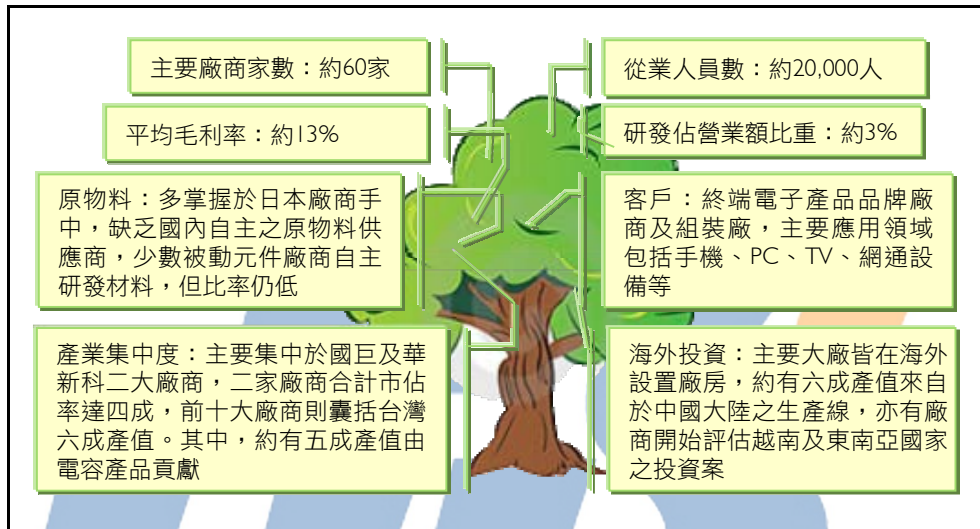 主要廠商家數：約60家
從業人員數：約20,000人
平均毛利率：約13%
研發佔營業額比重：約3%
原物料：多掌握於日本廠商手
中，缺乏國內自主之原物料供
應商，少數被動元件廠商自主
研發材料，但比率仍低
客戶：終端電子產品品牌廠
商及組裝廠，主要應用領域
包括手機、PC、TV、網通設
備等
產業集中度：主要集中於國巨及華
新科二大廠商，二家廠商合計市佔
率達四成，前十大廠商則囊括台灣
六成產值。其中，約有五成產值由
電容產品貢獻
海外投資：主要大廠皆在海外
設置廠房，約有六成產值來自
於中國大陸之生產線，亦有廠
商開始評估越南及東南亞國家
之投資案